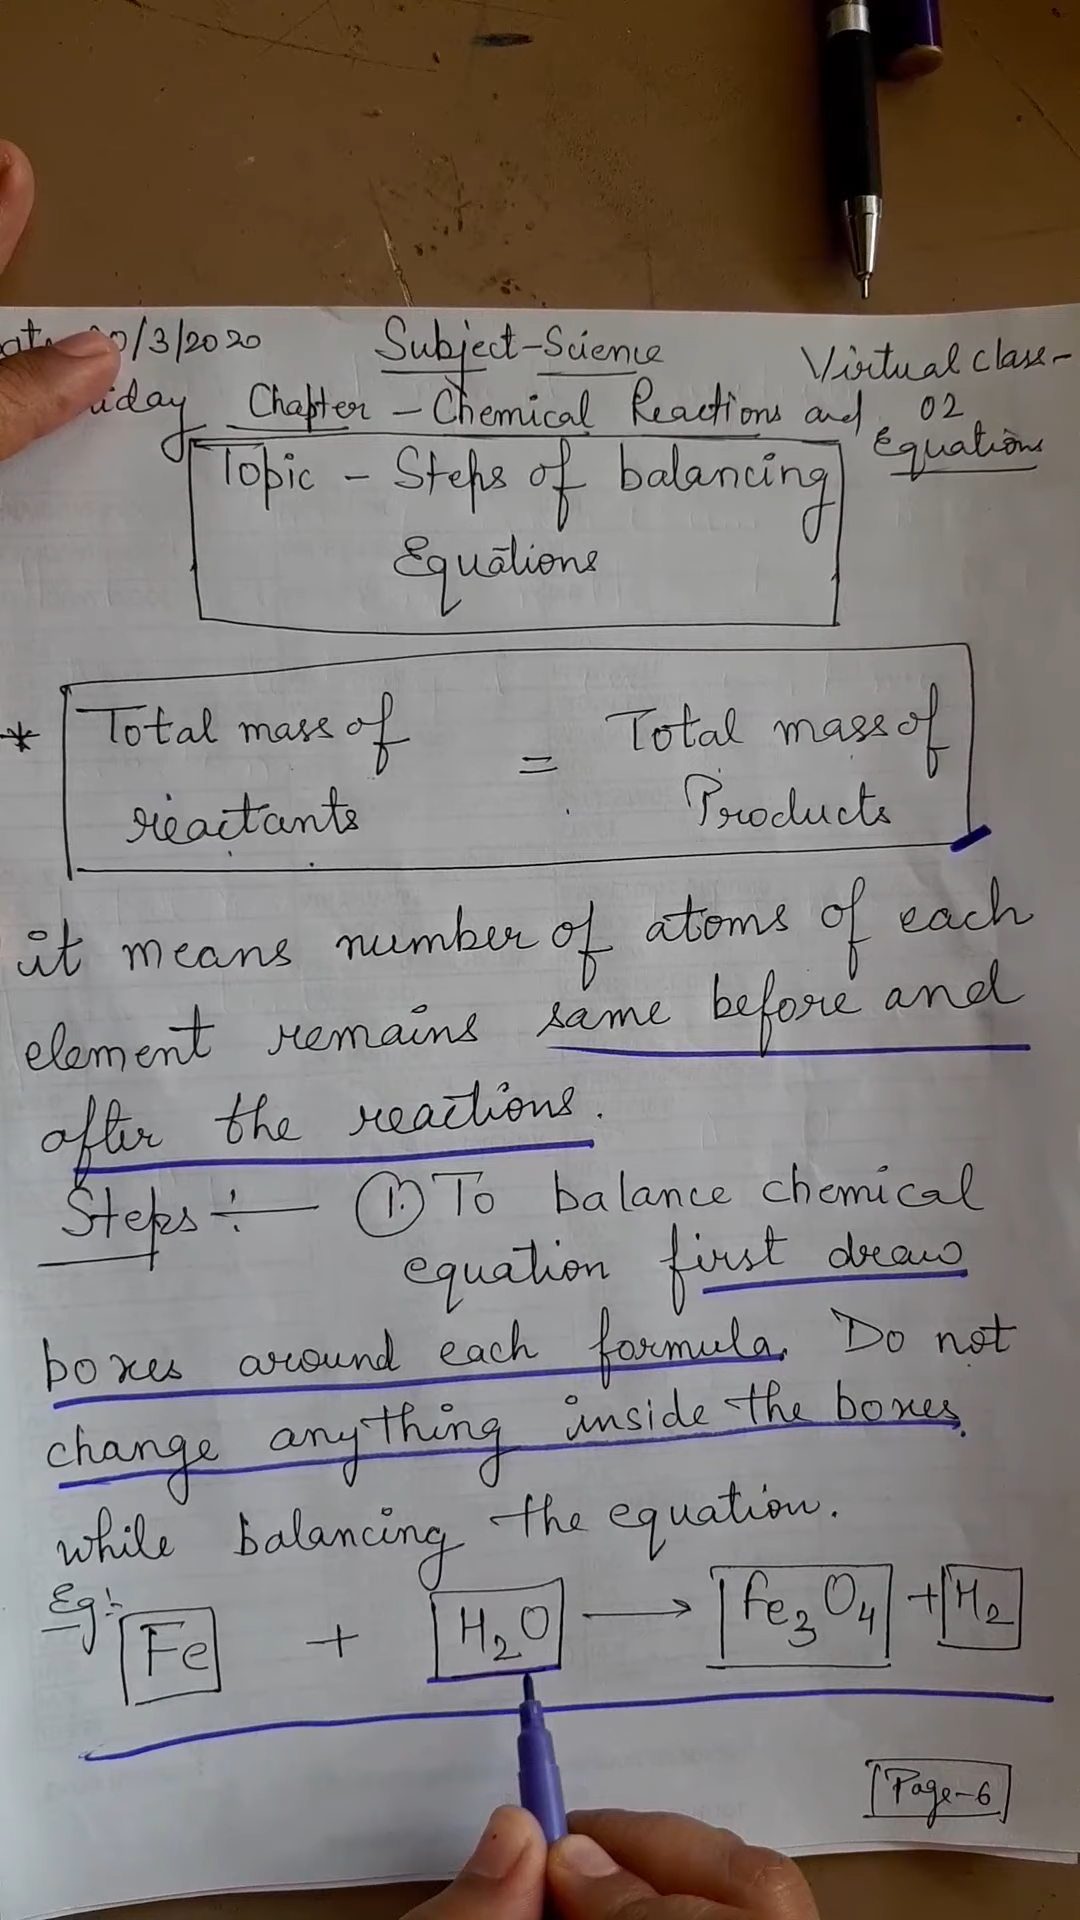 /3/2020 Subject-Science Virtual class-
Chapter - Chemical Reactions and 02
Equations
Topic - Steps of balancing
Equations
* Total mass of = Total mass of
reactants Products
it means number of atoms of each
element remains same before and
after the reactions.
Steps ÷ — 1. To balance chemical
equation first draw
boxes around each formula. Do not
change anything inside the boxes.
while balancing the equation.
Eg:- Fe + H₂O → Fe₃O₄ + H₂
Page-6